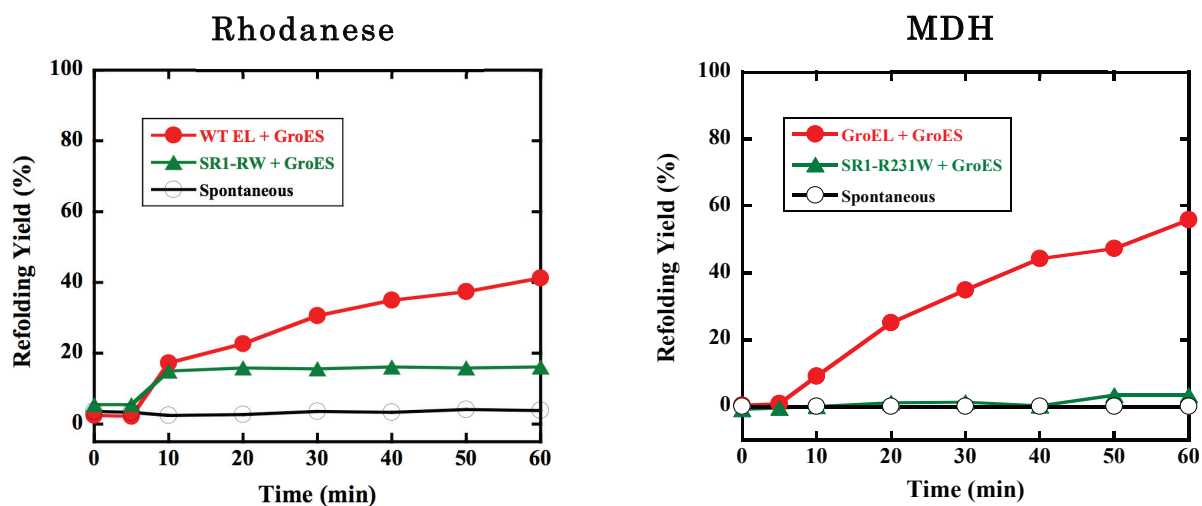 Rhodanese
100
80
60
40
20
0
Refolding Yield (%)
WT EL + GroES
SR1-RW + GroES
Spontaneous
0 10 20 30 40 50 60
Time (min)
MDH
100
80
60
40
20
0
Refolding Yield (%)
GroEL + GroES
SR1-R231W + GroES
Spontaneous
0 10 20 30 40 50 60
Time (min)